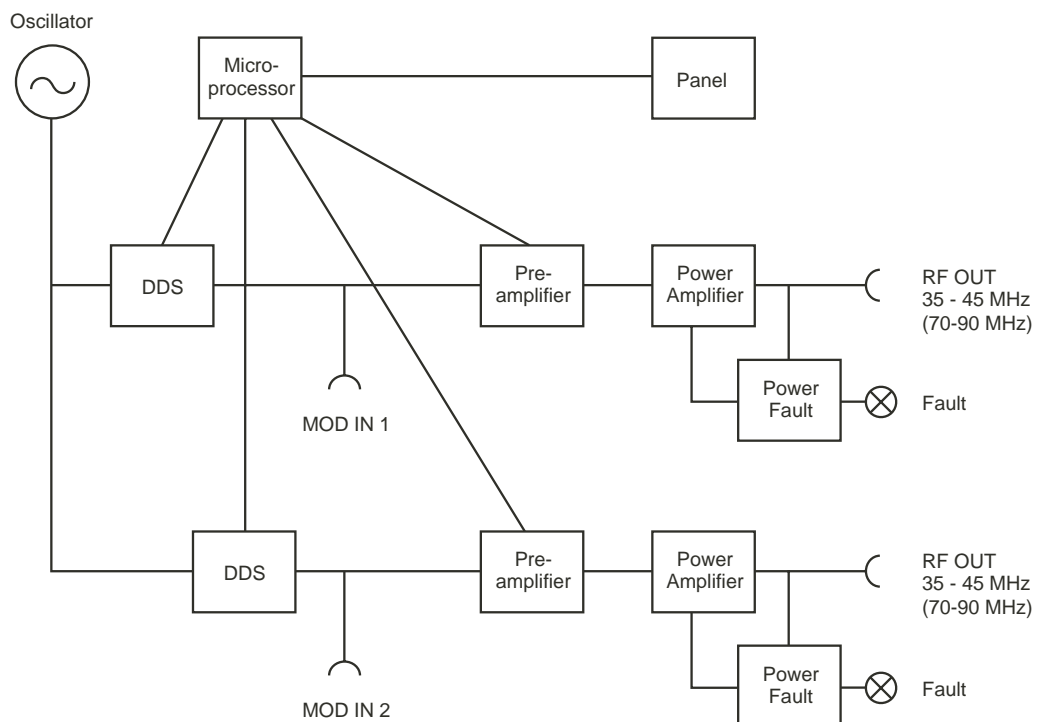 Oscillator
Micro-
processor
Panel
DDS
Pre-
amplifier
Power
Amplifier
RF OUT
35 - 45 MHz
(70-90 MHz)
MOD IN 1
Power
Fault
Fault
DDS
Pre-
amplifier
Power
Amplifier
RF OUT
35 - 45 MHz
(70-90 MHz)
MOD IN 2
Power
Fault
Fault